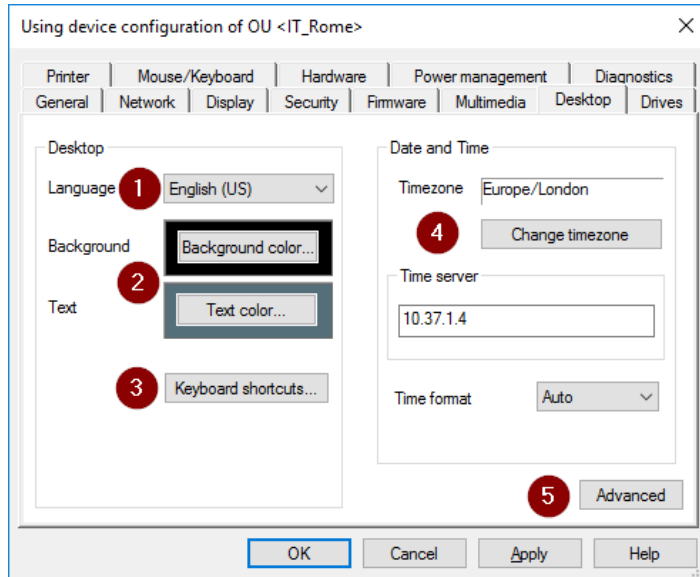 Using device configuration of OU <IT_Rome>
Printer Mouse/Keyboard Hardware Power management Diagnostics
General Network Display Security Firmware Multimedia Desktop Drives
Desktop
Language 1 English (US)
Background Background color...
2
Text Text color...
3 Keyboard shortcuts...
Date and Time
Timezone Europe/London
4 Change timezone
Time server
10.37.1.4
Time format Auto
5 Advanced
OK Cancel Apply Help